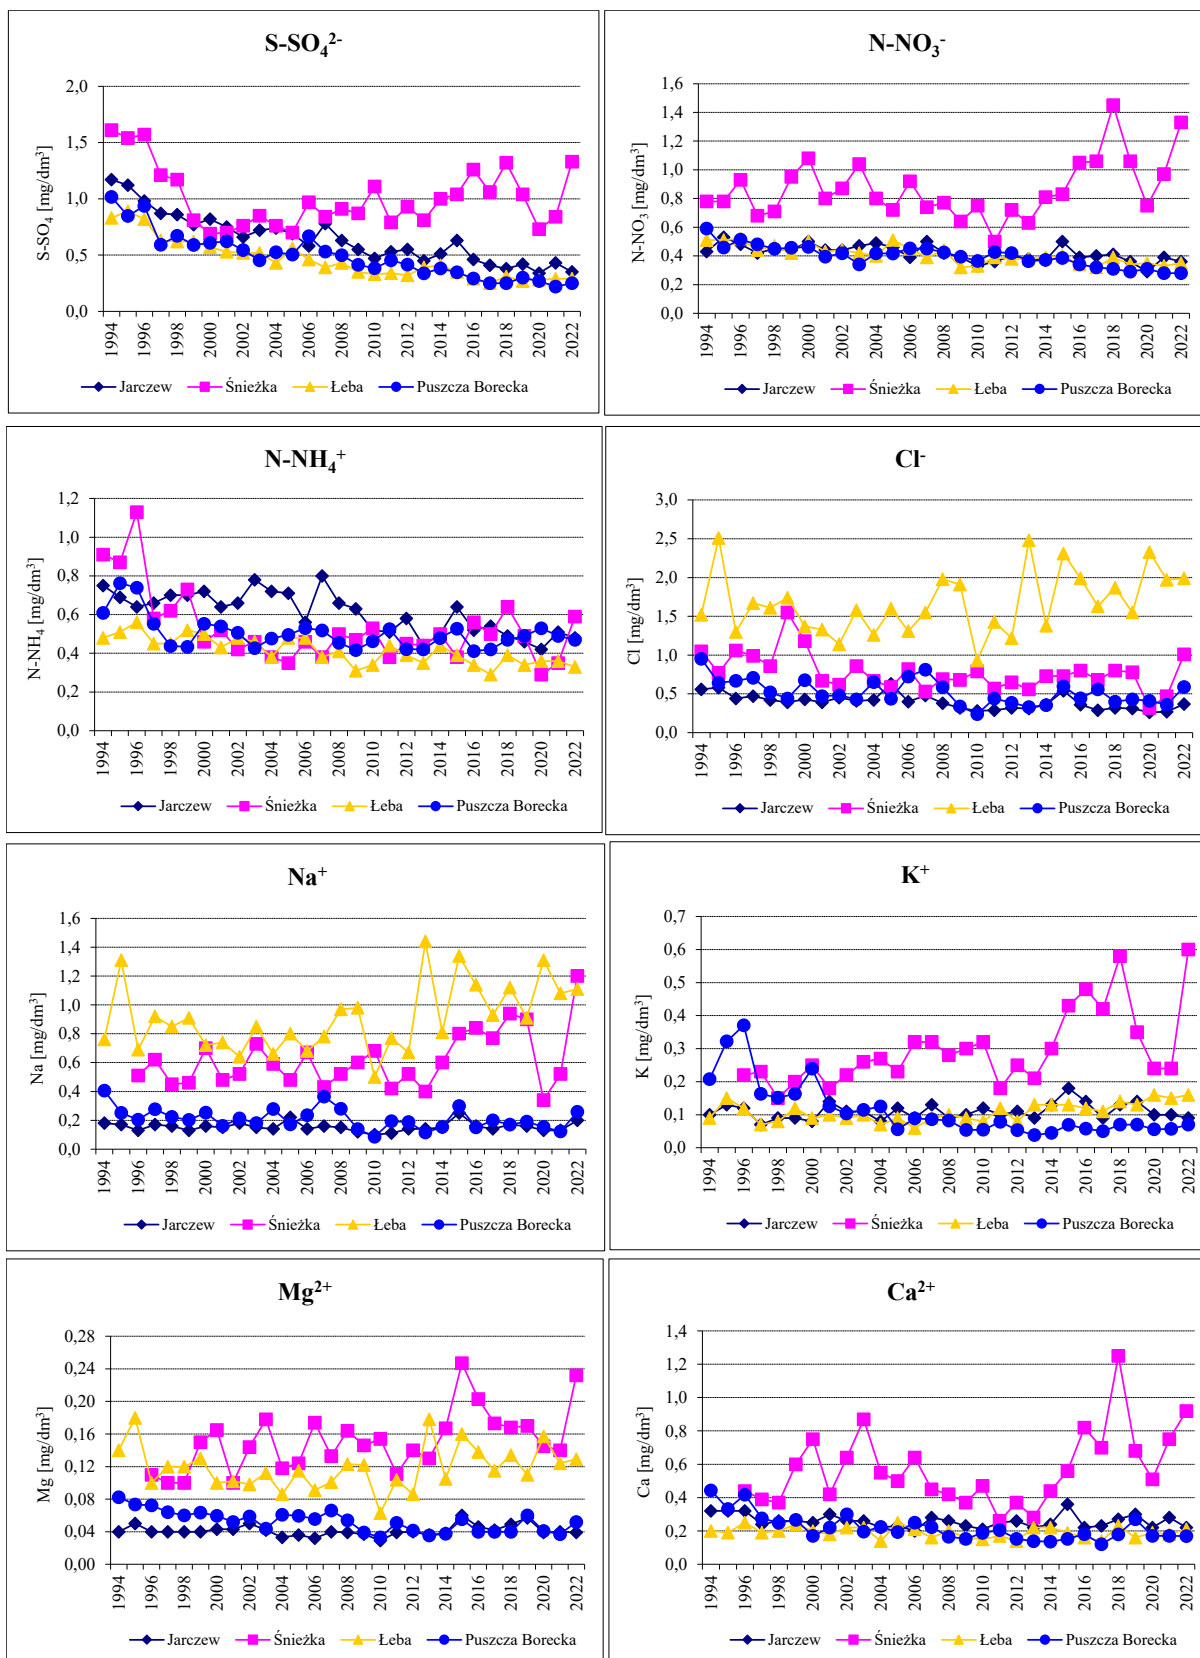 S-SO₄²⁻
S-SO₄ [mg/dm³]
2,0
1,5
1,0
0,5
0,0
1994 1996 1998 2000 2002 2004 2006 2008 2010 2012 2014 2016 2018 2020 2022
Jarczew Śnieżka Łeba Puszcza Borecka
N-NO₃⁻
N-NO₃ [mg/dm³]
1,6
1,4
1,2
1,0
0,8
0,6
0,4
0,2
0,0
1994 1996 1998 2000 2002 2004 2006 2008 2010 2012 2014 2016 2018 2020 2022
Jarczew Śnieżka Łeba Puszcza Borecka
N-NH₄⁺
N-NH₄ [mg/dm³]
1,2
1,0
0,8
0,6
0,4
0,2
0,0
1994 1996 1998 2000 2002 2004 2006 2008 2010 2012 2014 2016 2018 2020 2022
Jarczew Śnieżka Łeba Puszcza Borecka
Cl⁻
Cl [mg/dm³]
3,0
2,5
2,0
1,5
1,0
0,5
0,0
1994 1996 1998 2000 2002 2004 2006 2008 2010 2012 2014 2016 2018 2020 2022
Jarczew Śnieżka Łeba Puszcza Borecka
Na⁺
Na [mg/dm³]
1,6
1,4
1,2
1,0
0,8
0,6
0,4
0,2
0,0
1994 1996 1998 2000 2002 2004 2006 2008 2010 2012 2014 2016 2018 2020 2022
Jarczew Śnieżka Łeba Puszcza Borecka
K⁺
K [mg/dm³]
0,7
0,6
0,5
0,4
0,3
0,2
0,1
0,0
1994 1996 1998 2000 2002 2004 2006 2008 2010 2012 2014 2016 2018 2020 2022
Jarczew Śnieżka Łeba Puszcza Borecka
Mg²⁺
Mg [mg/dm³]
0,28
0,24
0,20
0,16
0,12
0,08
0,04
0,00
1994 1996 1998 2000 2002 2004 2006 2008 2010 2012 2014 2016 2018 2020 2022
Jarczew Śnieżka Łeba Puszcza Borecka
Ca²⁺
Ca [mg/dm³]
1,4
1,2
1,0
0,8
0,6
0,4
0,2
0,0
1994 1996 1998 2000 2002 2004 2006 2008 2010 2012 2014 2016 2018 2020 2022
Jarczew Śnieżka Łeba Puszcza Borecka